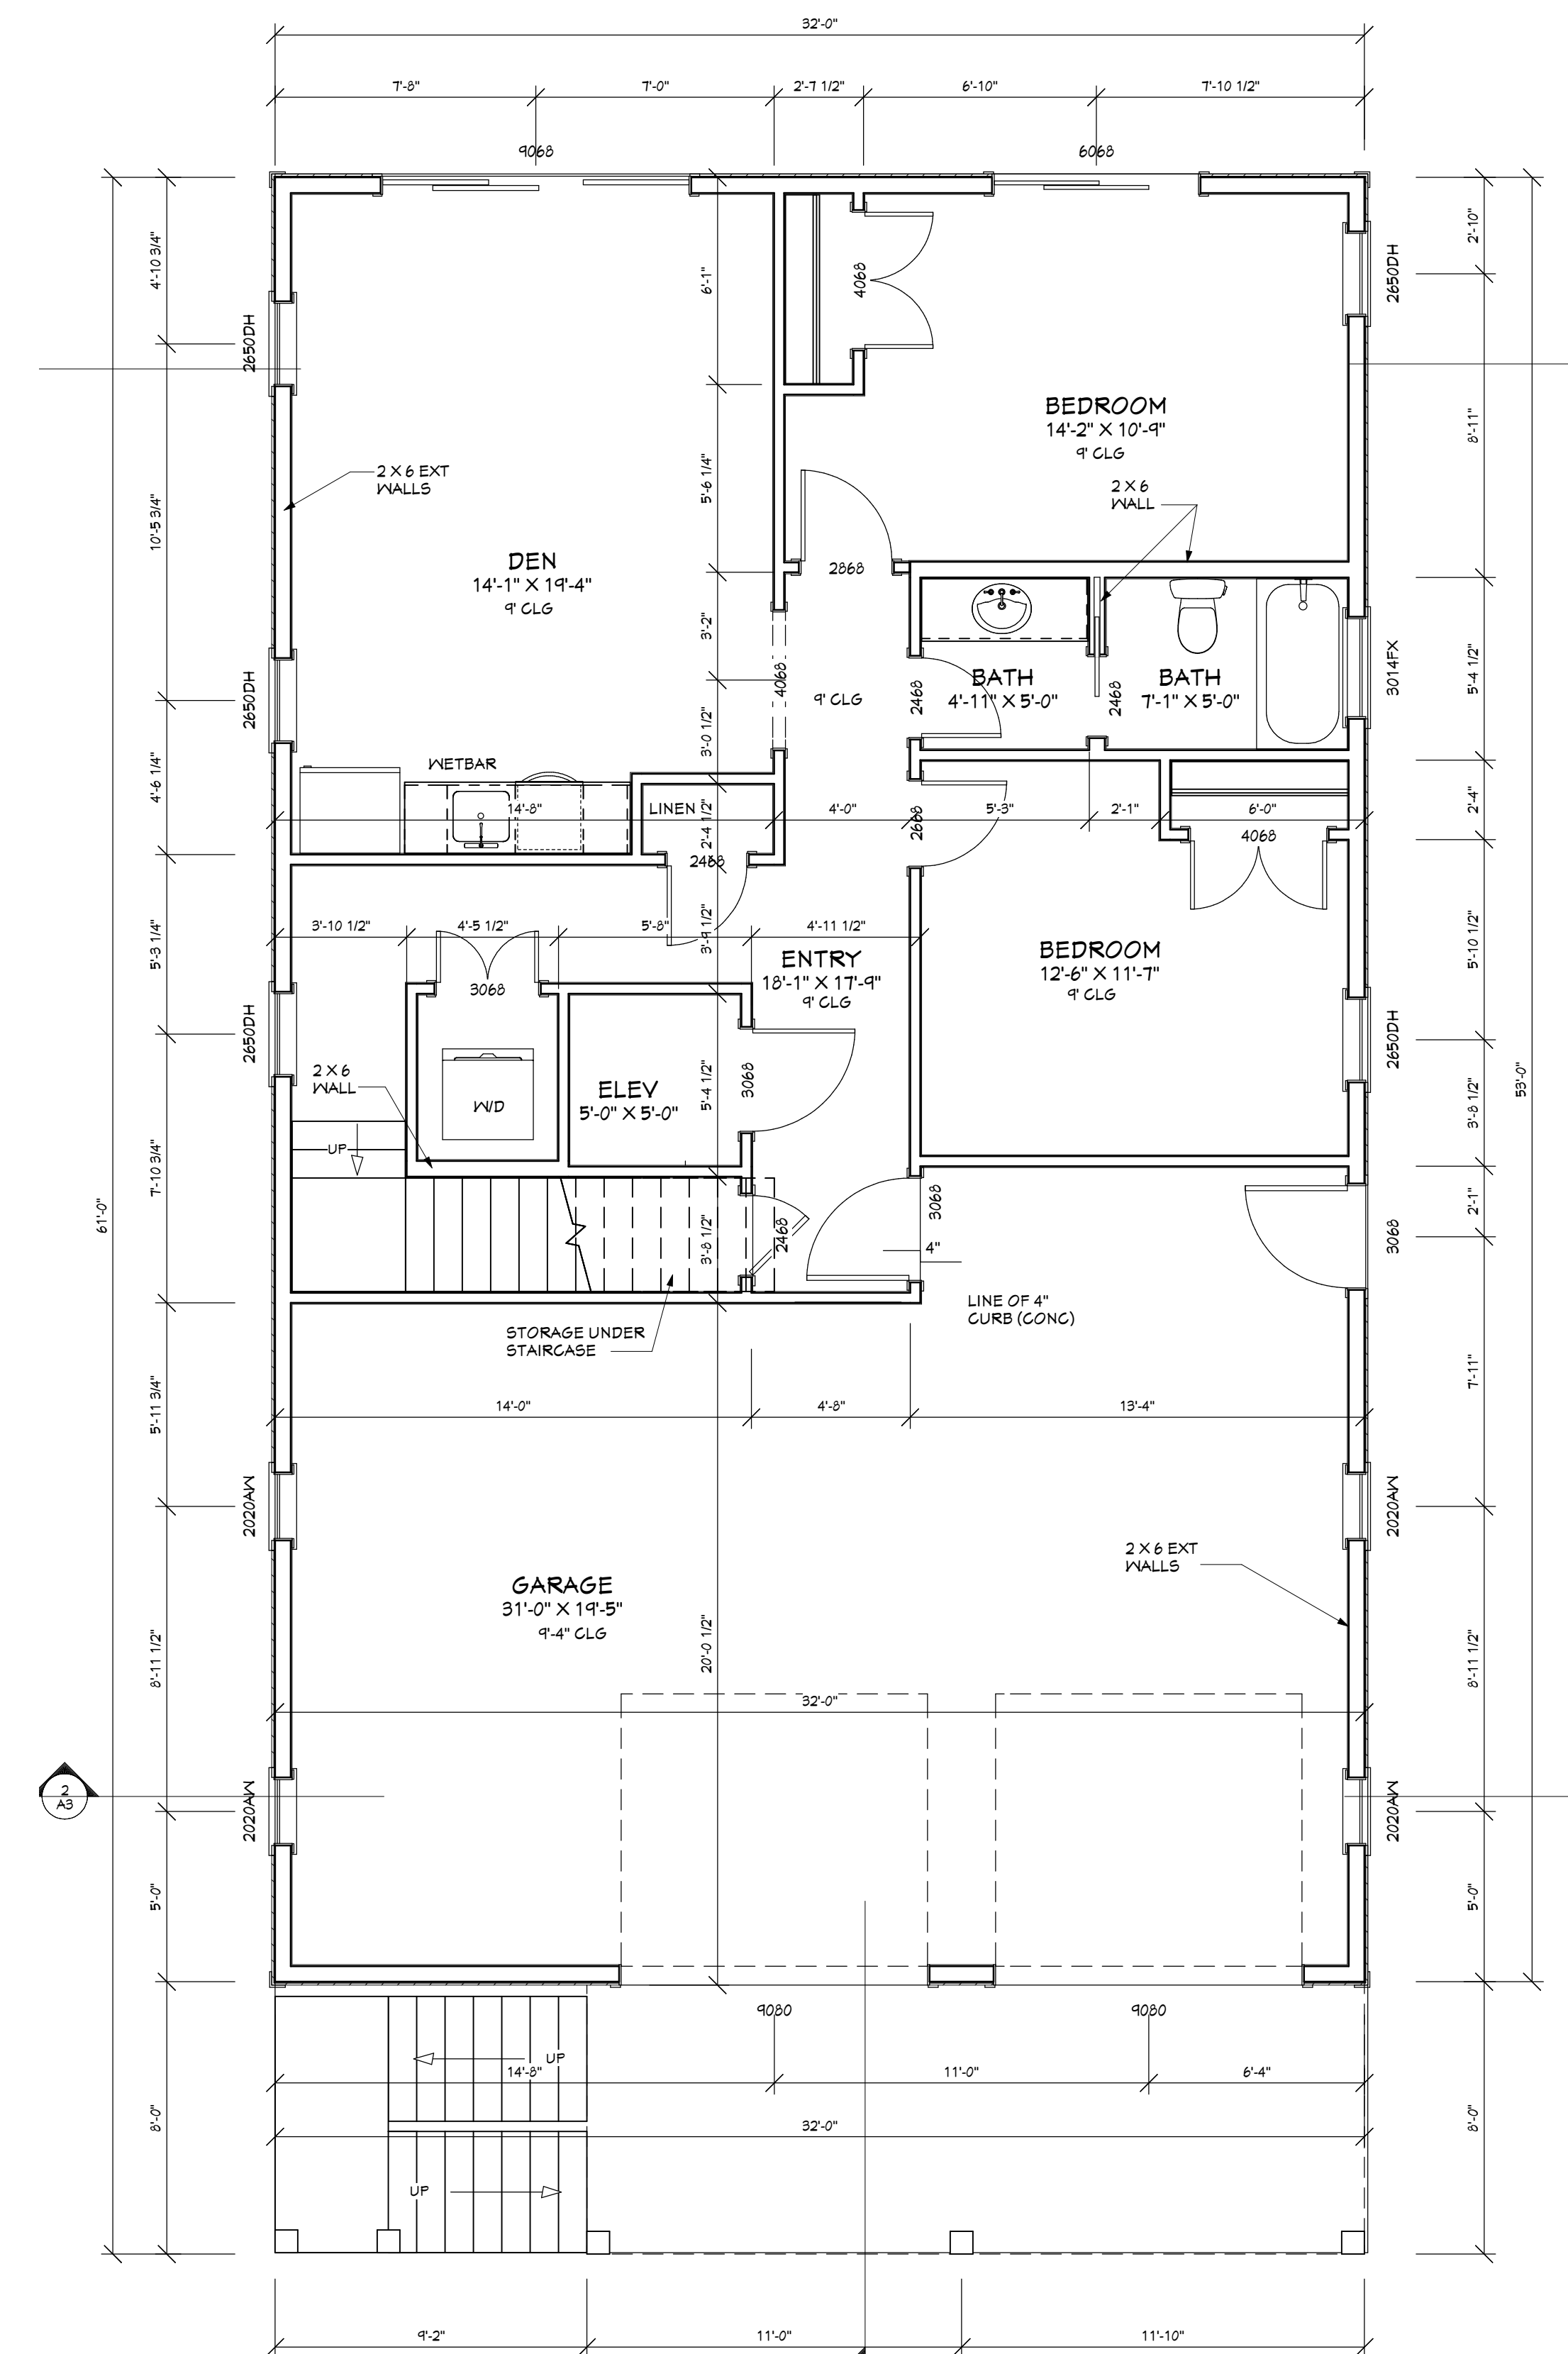 32'-0"
7'-8"
7'-0"
2'-7 1/2"
6'-10"
7'-10 1/2"
9068
6068
4'-10 3/4"
2650DH
6'-1"
4068
2650DH
2'-10"
BEDROOM
14'-2" X 10'-9"
9' CLG
8'-11"
2 X 6 EXT
WALLS
10'-5 3/4"
5'-6 1/4"
2 X 6
WALL
DEN
14'-1" X 19'-4"
9' CLG
2868
3'-2"
4068
9' CLG
2468
BATH
4'-11" X 5'-0"
2468
BATH
7'-1" X 5'-0"
3014FX
5'-4 1/2"
2650DH
3'-0 1/2"
4'-6 1/4"
WETBAR
14'-8"
LINEN
2'-4 1/2"
4'-0"
2668
5'-3"
2'-1"
6'-0"
2'-4"
4068
2468
3'-10 1/2"
4'-5 1/2"
5'-8"
3'-9 1/2"
4'-11 1/2"
5'-3 1/4"
5'-10 1/2"
ENTRY
18'-1" X 17'-9"
9' CLG
BEDROOM
12'-6" X 11'-7"
9' CLG
3068
2650DH
2650DH
2 X 6
WALL
W/D
ELEV
5'-0" X 5'-0"
5'-4 1/2"
3068
3'-8 1/2"
53'-0"
UP
7'-10 3/4"
61'-0"
3'-8 1/2"
2468
3068
4"
3068
2'-1"
LINE OF 4"
CURB (CONC)
STORAGE UNDER
STAIRCASE
5'-11 3/4"
7'-11"
14'-0"
4'-8"
13'-4"
2020AW
2020AW
2 X 6 EXT
WALLS
GARAGE
31'-0" X 19'-5"
9'-4" CLG
8'-11 1/2"
20'-0 1/2"
8'-11 1/2"
32'-0"
2
A3
2020AW
2020AW
5'-0"
5'-0"
9080
9080
UP
14'-8"
11'-0"
6'-4"
8'-0"
8'-0"
32'-0"
UP
9'-2"
11'-0"
11'-10"